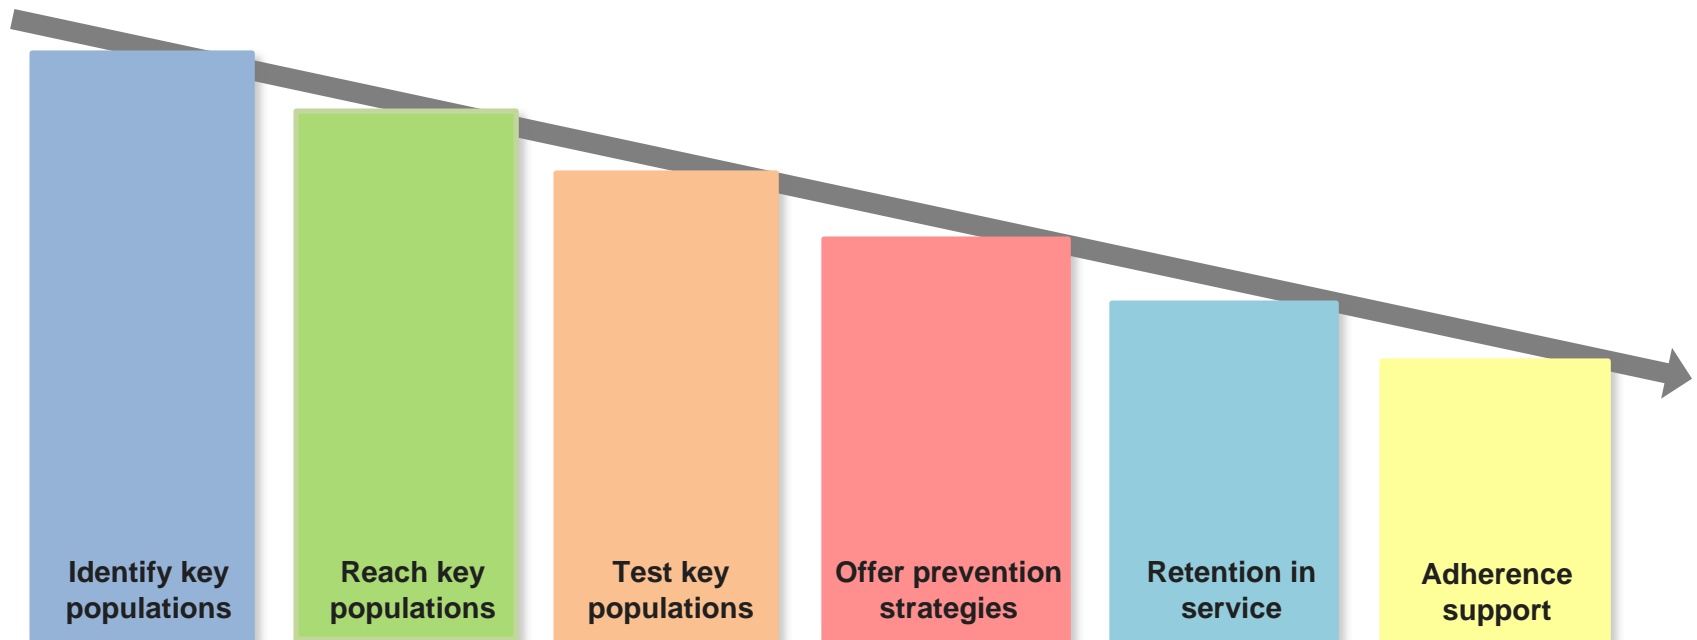 Identify key
populations
Reach key
populations
Test key
populations
Offer prevention
strategies
Retention in
service
Adherence
support